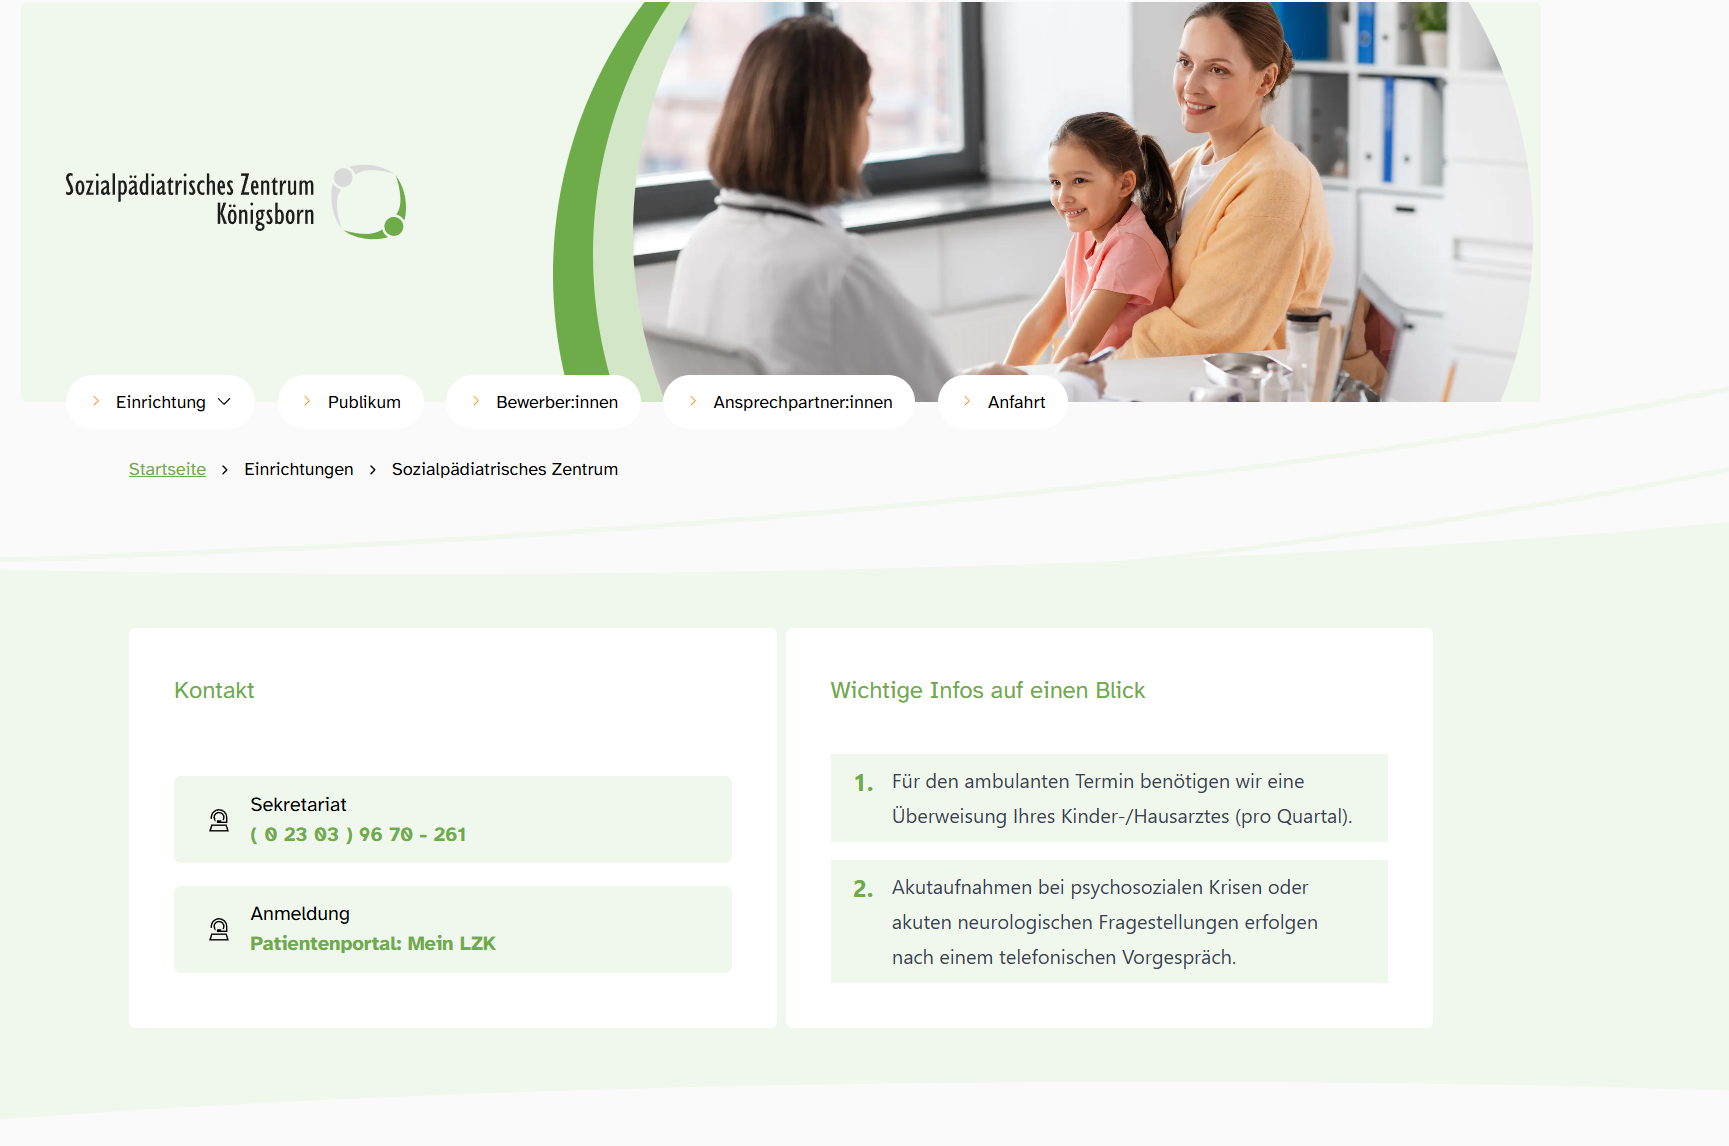 Sozialpädiatrisches Zentrum
Königsborn
Einrichtung
Publikum
Bewerber:innen
Ansprechpartner:innen
Anfahrt
Startseite > Einrichtungen > Sozialpädiatrisches Zentrum
Kontakt
Sekretariat
( 0 23 03 ) 96 70 - 261
Anmeldung
Patientenportal: Mein LZK
Wichtige Infos auf einen Blick
1. Für den ambulanten Termin benötigen wir eine
Überweisung Ihres Kinder-/Hausarztes (pro Quartal).
2. Akutaufnahmen bei psychosozialen Krisen oder
akuten neurologischen Fragestellungen erfolgen
nach einem telefonischen Vorgespräch.